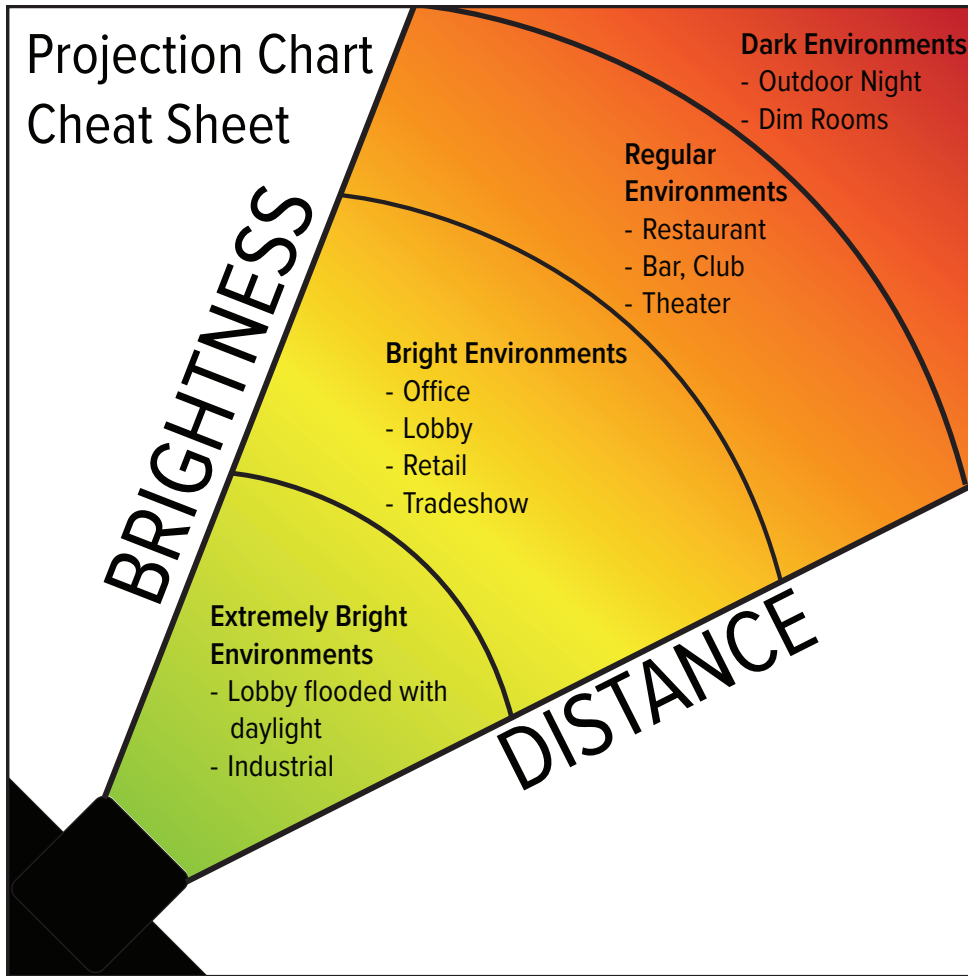 Projection Chart
Cheat Sheet
BRIGHTNESS
DISTANCE
Dark Environments
- Outdoor Night
- Dim Rooms
Regular
Environments
- Restaurant
- Bar, Club
- Theater
Bright Environments
- Office
- Lobby
- Retail
- Tradeshow
Extremely Bright
Environments
- Lobby flooded with
daylight
- Industrial